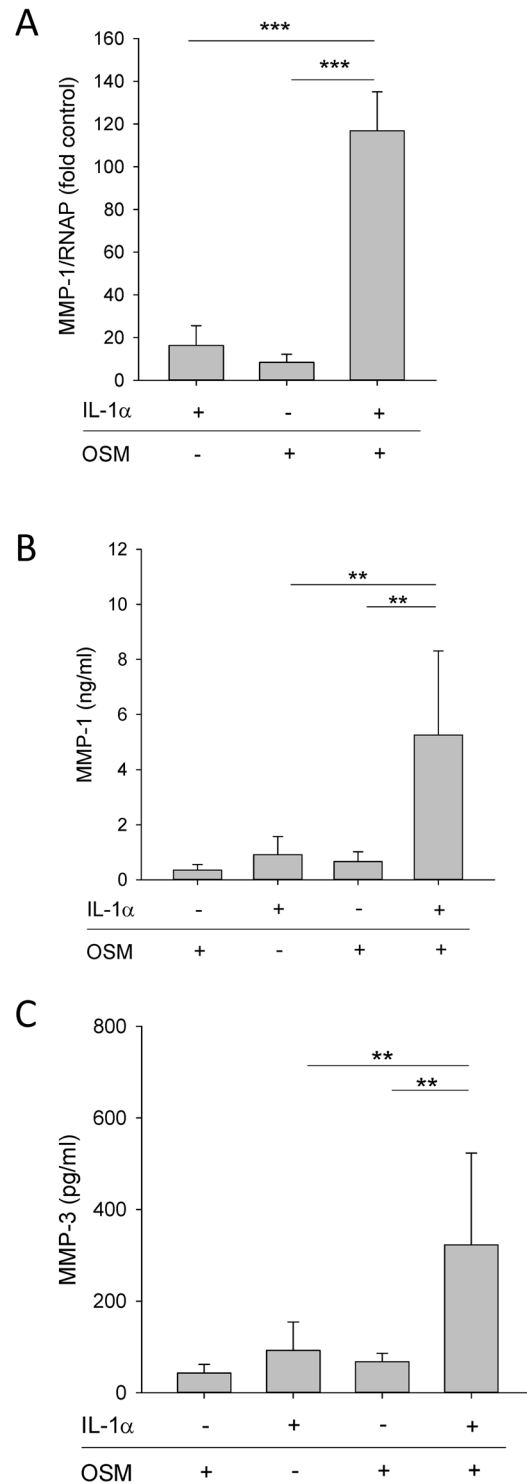 A
160
140
120
100
80
60
40
20
0
MMP-1/RNAP (fold control)
***
***
IL-1α + - +
OSM - + +
B
12
10
8
6
4
2
0
MMP-1 (ng/ml)
**
**
IL-1α - + - +
OSM + - + +
C
800
600
400
200
0
MMP-3 (pg/ml)
**
**
IL-1α - + - +
OSM + - + +